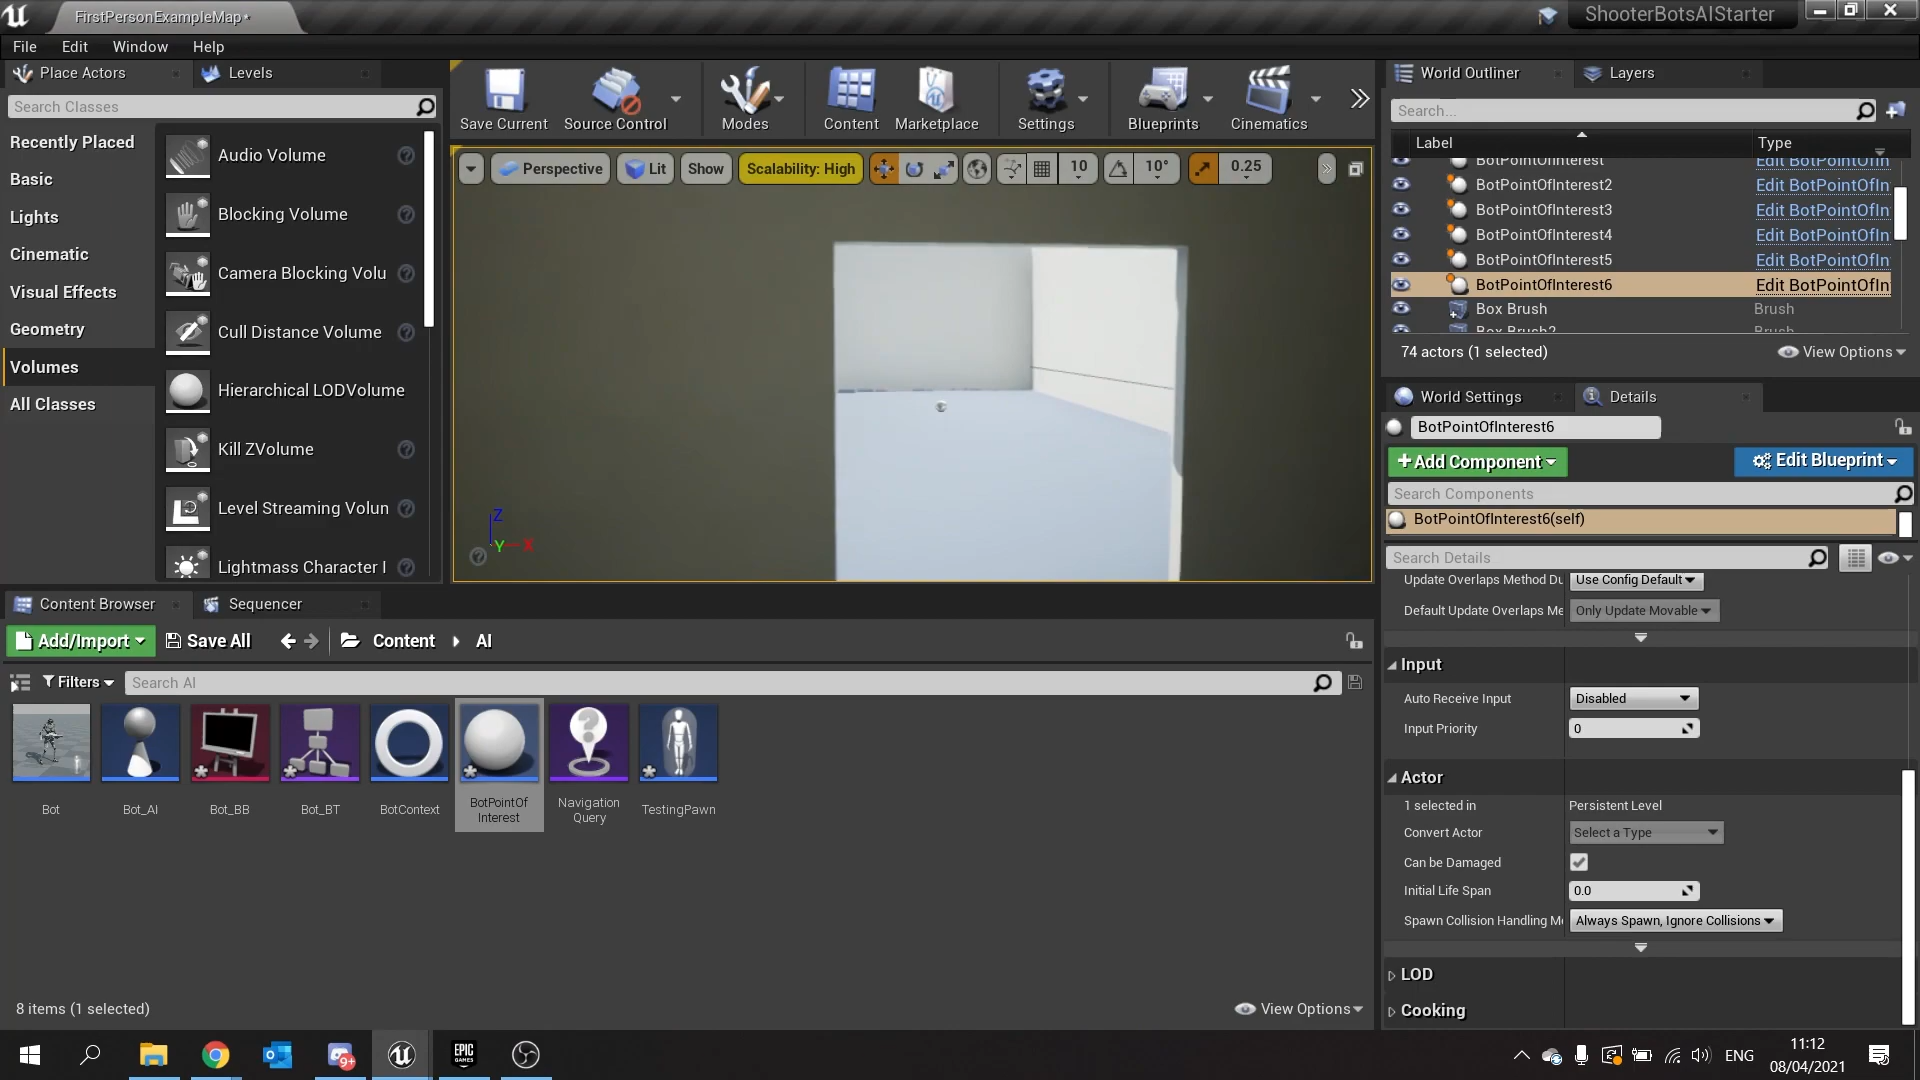 FirstPersonExampleMap*
ShooterBotsAIStarter
File Edit Window Help
Place Actors
Levels
Search Classes
Recently Placed
Basic
Lights
Cinematic
Visual Effects
Geometry
Volumes
All Classes
Audio Volume
Blocking Volume
Camera Blocking Volu
Cull Distance Volume
Hierarchical LODVolume
Kill ZVolume
Level Streaming Volun
Lightmass Character I
Save Current
Source Control
Modes
Content
Marketplace
Settings
Blueprints
Cinematics
Perspective
Lit
Show
Scalability: High
10
10°
0.25
Z
Y
X
World Outliner
Layers
Search...
Label
Type
BotPointOfInterest Edit BotPointOfIn
BotPointOfInterest2 Edit BotPointOfIn
BotPointOfInterest3 Edit BotPointOfIn
BotPointOfInterest4 Edit BotPointOfIn
BotPointOfInterest5 Edit BotPointOfIn
BotPointOfInterest6 Edit BotPointOfIn
Box Brush Brush
Box Brush2 Brush
74 actors (1 selected)
View Options
World Settings
Details
BotPointOfInterest6
+Add Component
Edit Blueprint
Search Components
BotPointOfInterest6(self)
Search Details
Update Overlaps Method Du Use Config Default
Default Update Overlaps Me Only Update Movable
Input
Auto Receive Input Disabled
Input Priority 0
Actor
1 selected in Persistent Level
Convert Actor Select a Type
Can be Damaged
Initial Life Span 0.0
Spawn Collision Handling M Always Spawn, Ignore Collisions
LOD
Cooking
Content Browser
Sequencer
Add/Import
Save All
Content
AI
Filters
Search AI
Bot
Bot_AI
Bot_BB
Bot_BT
BotContext
BotPointOf
Interest
Navigation
Query
TestingPawn
8 items (1 selected)
View Options
9+
EPIC
GAMES
ENG
11:12
08/04/2021